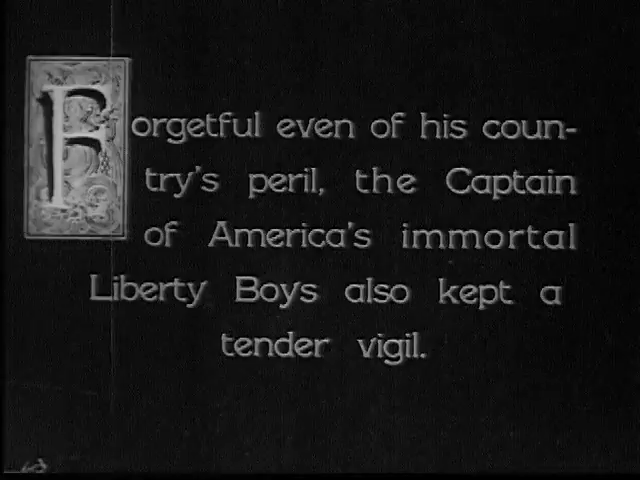 Forgetful even of his coun-
try's peril, the Captain
of America's immortal
Liberty Boys also kept a
tender vigil.